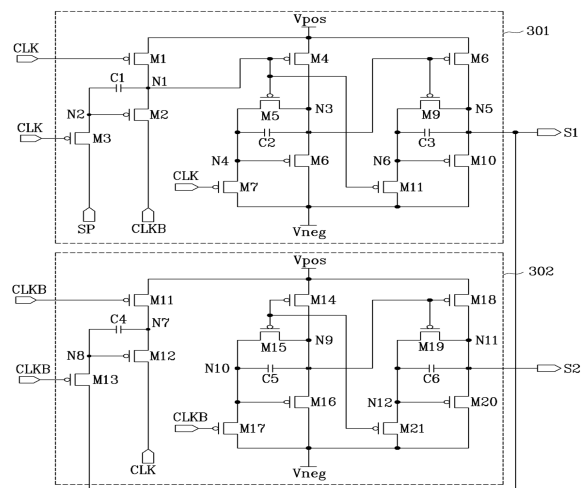 Vpos
301
CLK
M1
M4
M6
C1
N1
M5
N3
M9
N5
N2
M2
C2
C3
S1
CLK
M3
N4
M6
N6
M10
CLK
M7
M11
SP
CLKB
Vneg
Vpos
302
CLKB
M11
M14
M18
C4
N7
M15
N9
M19
N11
N8
M12
N10
C5
C6
S2
CLKB
M13
M16
N12
M20
CLKB
M17
M21
CLK
Vneg